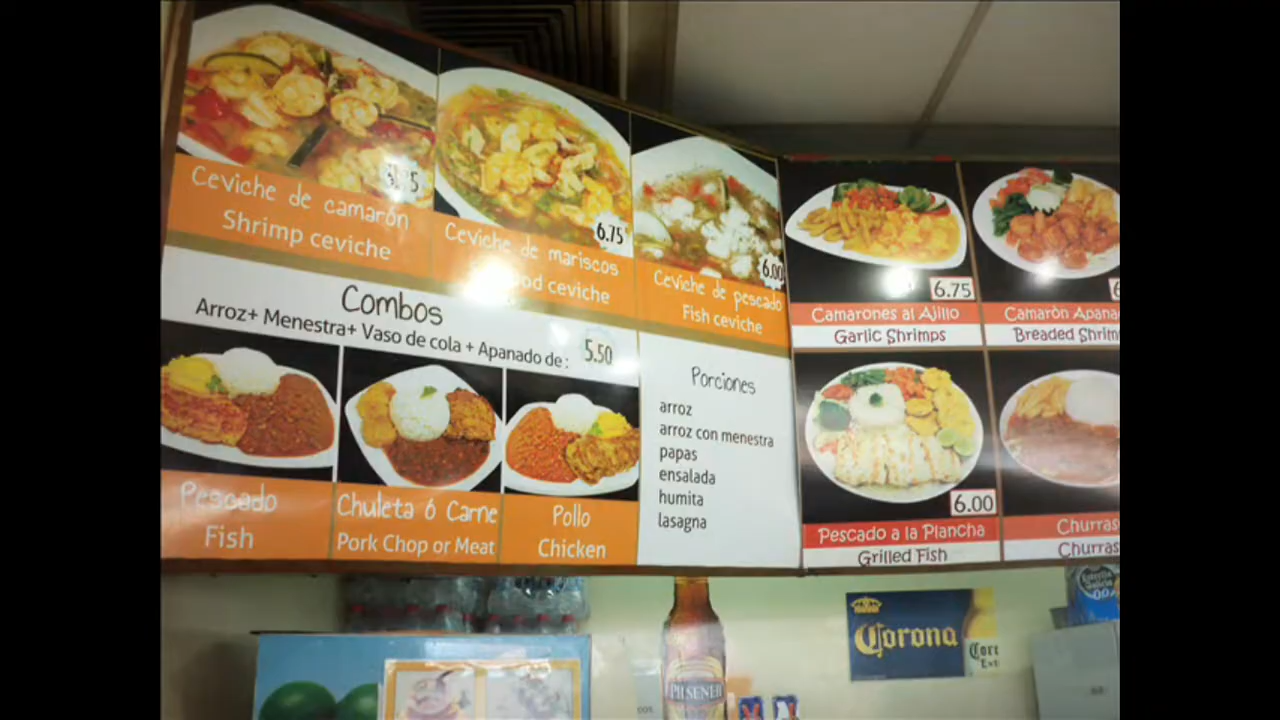 Ceviche de camarón
Shrimp ceviche
6.75
Ceviche de mariscos
ceviche
6.00
Ceviche de pescado
Fish ceviche
Combos
Arroz+ Menestra+ Vaso de cola + Apanado de:
5.50
Pescado
Fish
Chuleta ó Carne
Pork Chop or Meat
Pollo
Chicken
Porciones
arroz
arroz con menestra
papas
ensalada
humita
lasagna
6.75
Camarones al Ajillo
Garlic Shrimps
Camarón Apana
Breaded Shrim
6.00
Pescado a la Plancha
Grilled Fish
Churras
Churras
PILSENER
Corona